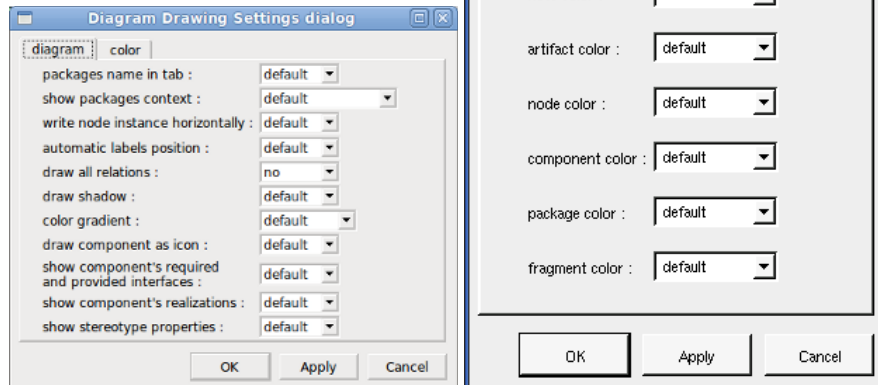 Diagram Drawing Settings dialog
diagram color
packages name in tab : default
show packages context : default
write node instance horizontally : default
automatic labels position : default
draw all relations : no
draw shadow : default
color gradient : default
draw component as icon : default
show component's required
and provided interfaces : default
show component's realizations : default
show stereotype properties : default
OK Apply Cancel
artifact color : default
node color : default
component color : default
package color : default
fragment color : default
OK Apply Cancel